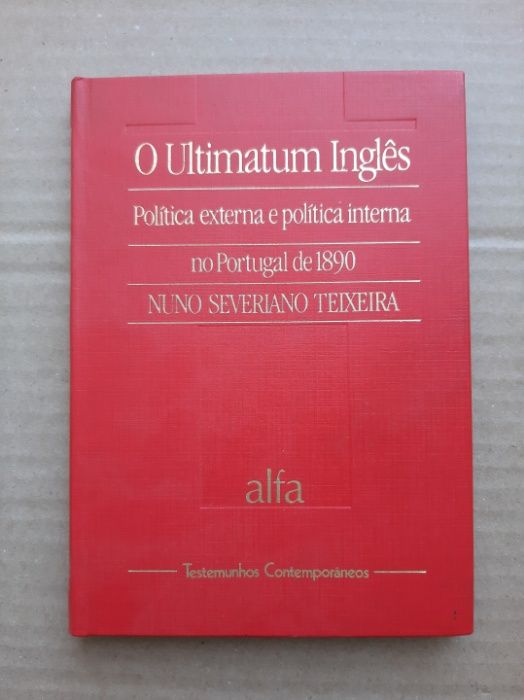 O Ultimatum Inglês
Política externa e política interna
no Portugal de 1890
NUNO SEVERIANO TEIXEIRA
alfa
Testemunhos Contemporâneos